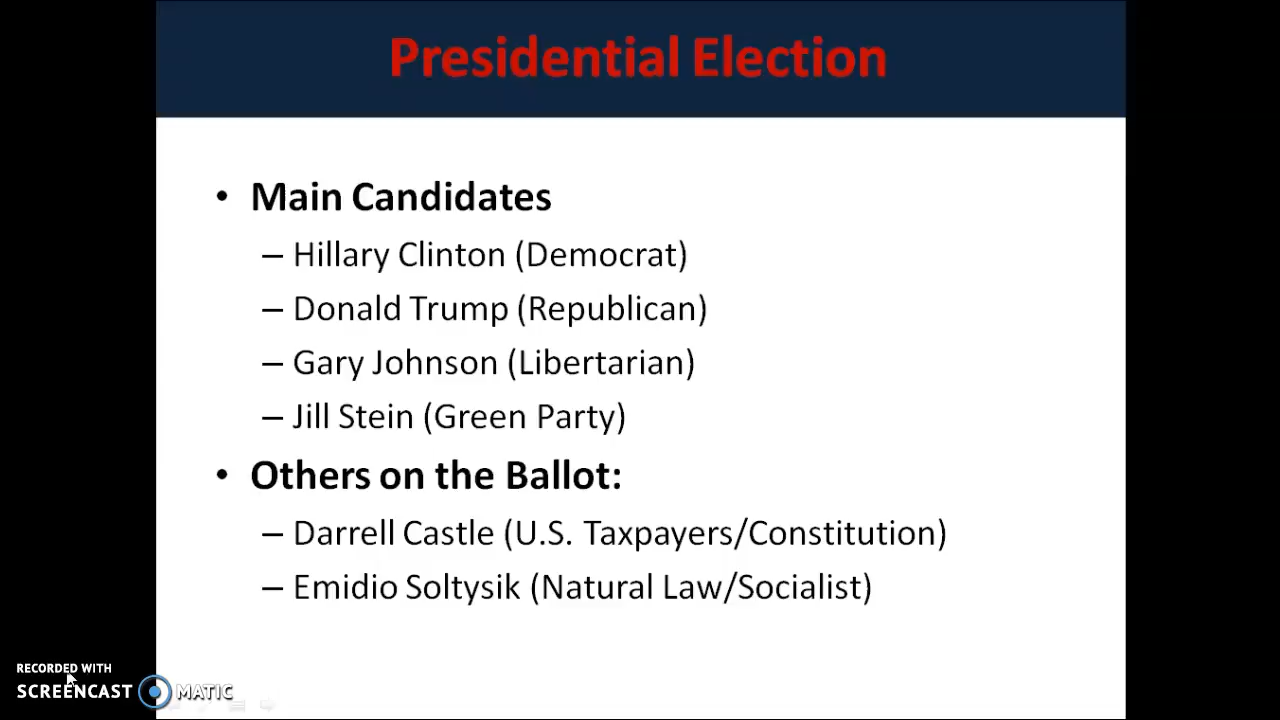 Presidential Election
• Main Candidates
– Hillary Clinton (Democrat)
– Donald Trump (Republican)
– Gary Johnson (Libertarian)
– Jill Stein (Green Party)
• Others on the Ballot:
– Darrell Castle (U.S. Taxpayers/Constitution)
– Emidio Soltysik (Natural Law/Socialist)
RECORDED WITH
SCREENCAST MATIC